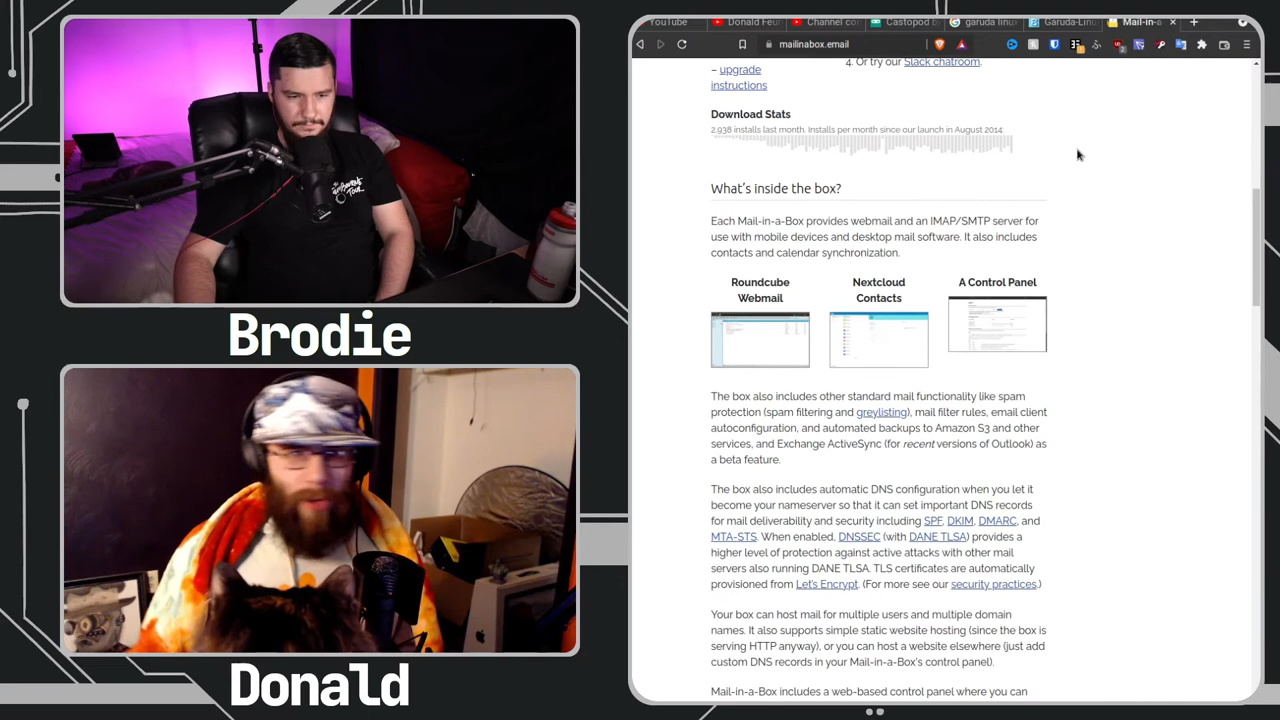 YouTube
Donald Feur
Channel co
Castopod b
garuda linux
Garuda-Linu
Mail-in-a
mailinabox.email
– upgrade
instructions
4. Or try our Slack chatroom.
Download Stats
2,938 installs last month. Installs per month since our launch in August 2014:
What's inside the box?
Each Mail-in-a-Box provides webmail and an IMAP/SMTP server for
use with mobile devices and desktop mail software. It also includes
contacts and calendar synchronization.
Roundcube
Webmail
Nextcloud
Contacts
A Control Panel
The box also includes other standard mail functionality like spam
protection (spam filtering and greylisting), mail filter rules, email client
autoconfiguration, and automated backups to Amazon S3 and other
services, and Exchange ActiveSync (for recent versions of Outlook) as
a beta feature.
The box also includes automatic DNS configuration when you let it
become your nameserver so that it can set important DNS records
for mail deliverability and security including SPF, DKIM, DMARC, and
MTA-STS. When enabled, DNSSEC (with DANE TLSA) provides a
higher level of protection against active attacks with other mail
servers also running DANE TLSA. TLS certificates are automatically
provisioned from Let's Encrypt. (For more see our security practices.)
Your box can host mail for multiple users and multiple domain
names. It also supports simple static website hosting (since the box is
serving HTTP anyway), or you can host a website elsewhere (just add
custom DNS records in your Mail-in-a-Box's control panel).
Mail-in-a-Box includes a web-based control panel where you can
Brodie
Donald